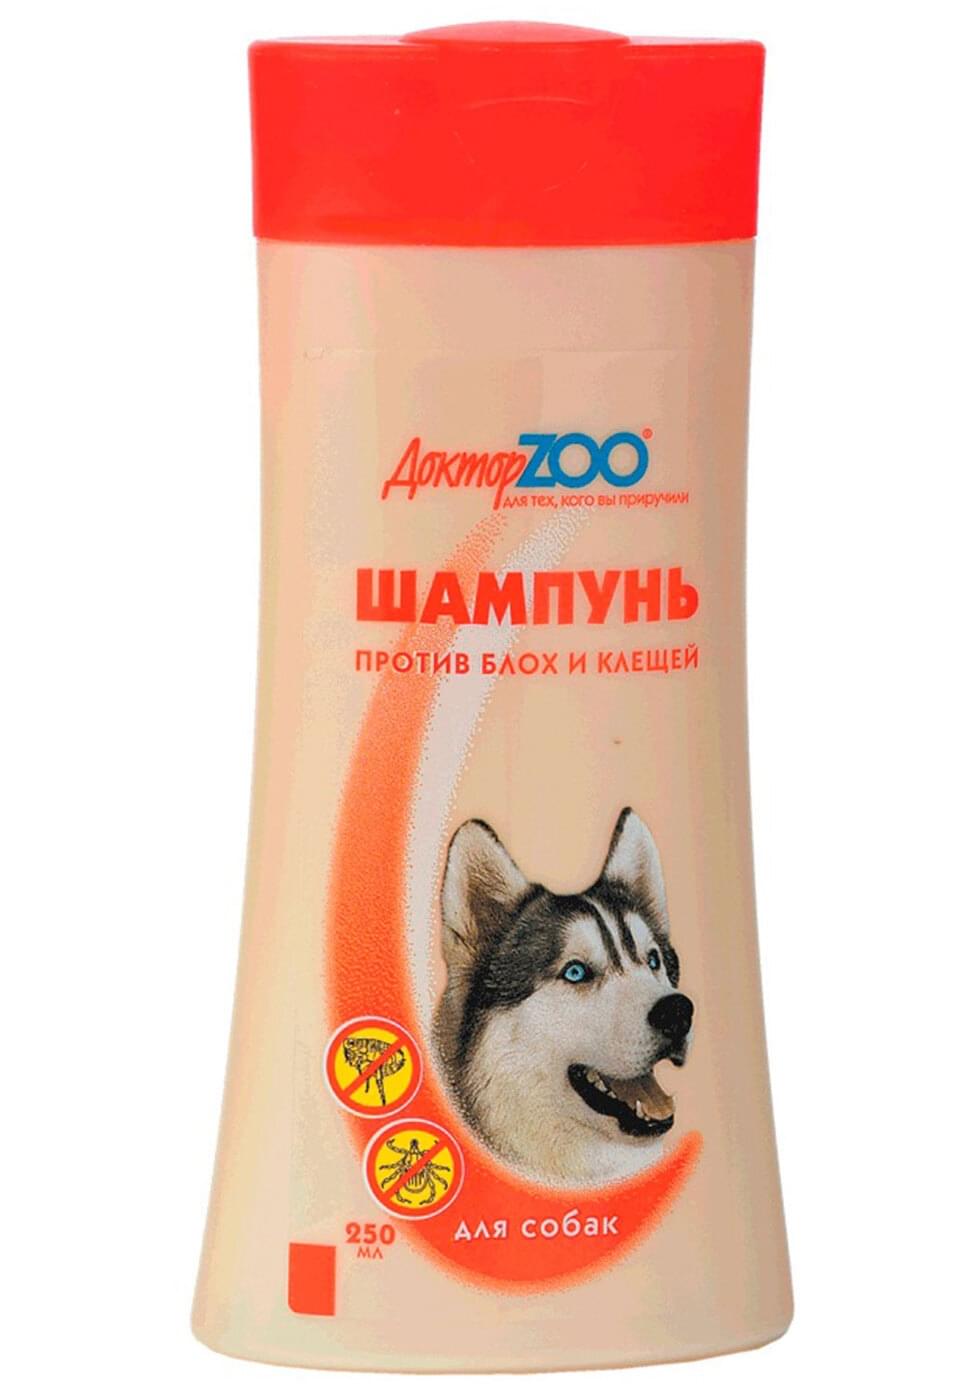 ДокторZOO®
для тех, кого вы приручили
ШАМПУНЬ
ПРОТИВ БЛОХ И КЛЕЩЕЙ
для собак
250
МЛ